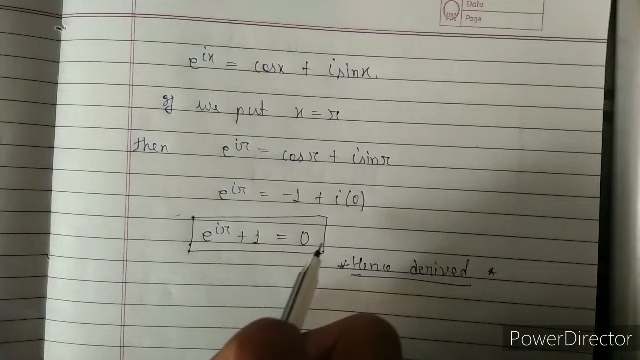 Data
Page
e^{ix} = cosx + isinx.
If we put x = π
then e^{iπ} = cosπ + isinπ
e^{iπ} = -1 + i(0)
e^{iπ} + 1 = 0
* Hence derived *
PowerDirector